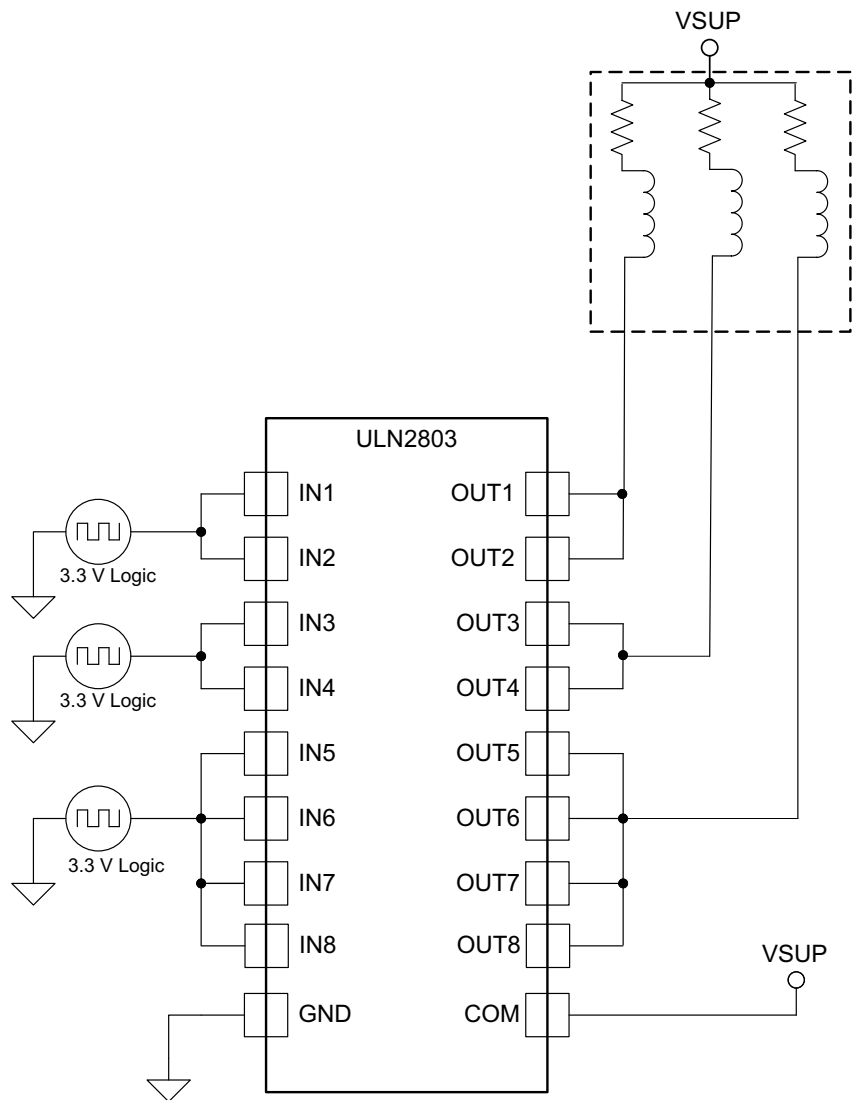 VSUP
ULN2803
IN1 OUT1
3.3 V Logic
IN2 OUT2
IN3 OUT3
3.3 V Logic
IN4 OUT4
IN5 OUT5
IN6 OUT6
3.3 V Logic
IN7 OUT7
IN8 OUT8
VSUP
GND COM